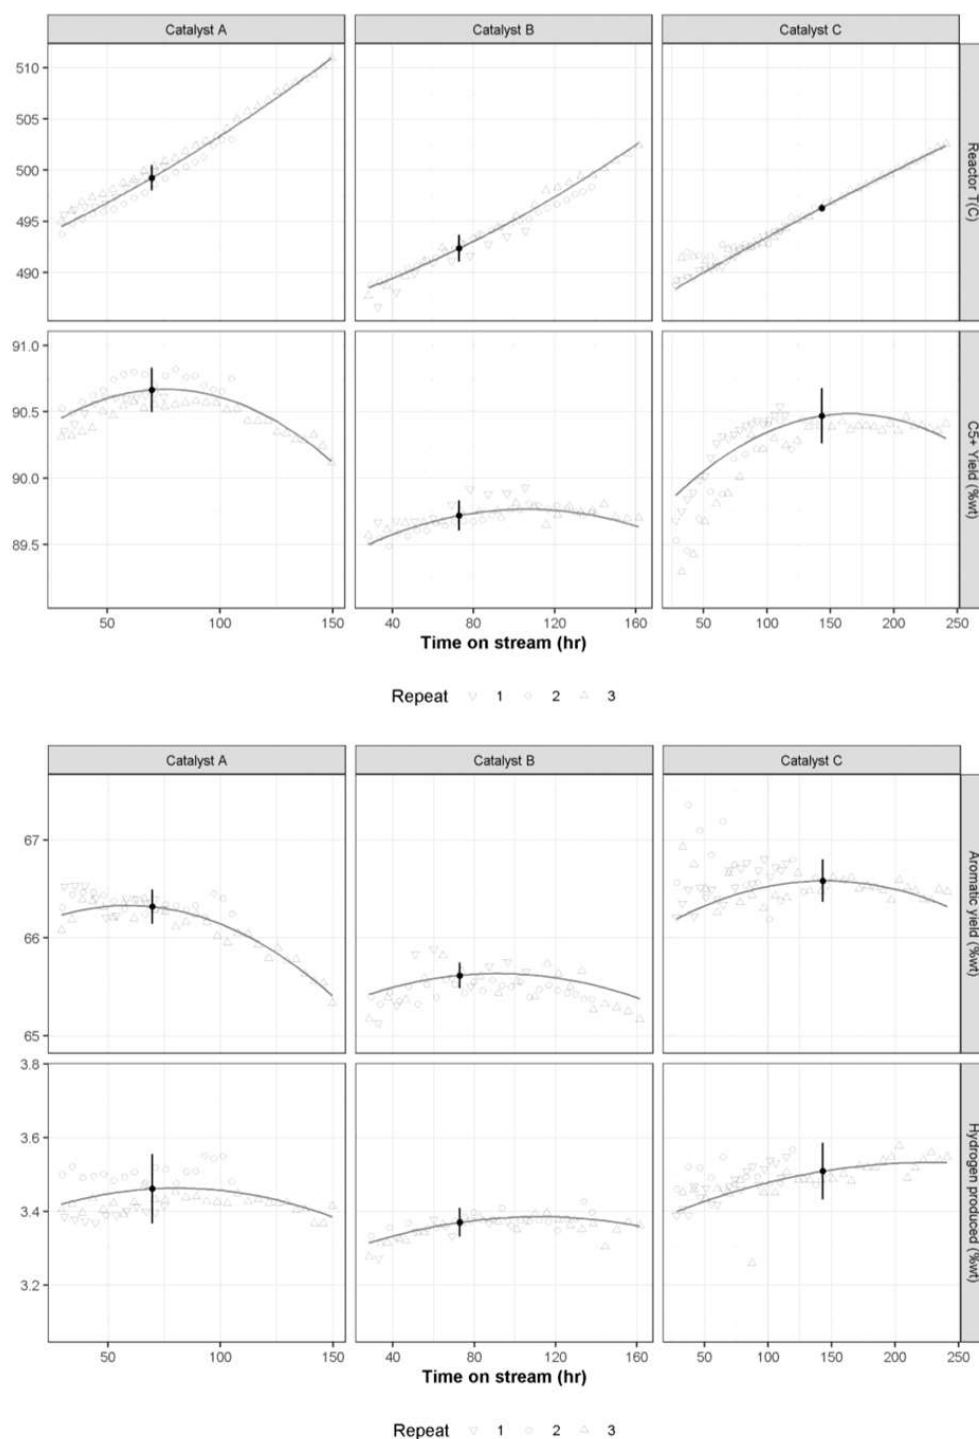 Catalyst A Catalyst B Catalyst C
510
505
500
495
490
Reactor T(C)
91.0
90.5
90.0
89.5
C5+ Yield (%wt)
50 100 150 40 80 120 160 50 100 150 200 250
Time on stream (hr)
Repeat 1 2 3
Catalyst A Catalyst B Catalyst C
67
66
65
Aromatic yield (%wt)
3.8
3.6
3.4
3.2
Hydrogen produced (%wt)
50 100 150 40 80 120 160 50 100 150 200 250
Time on stream (hr)
Repeat 1 2 3